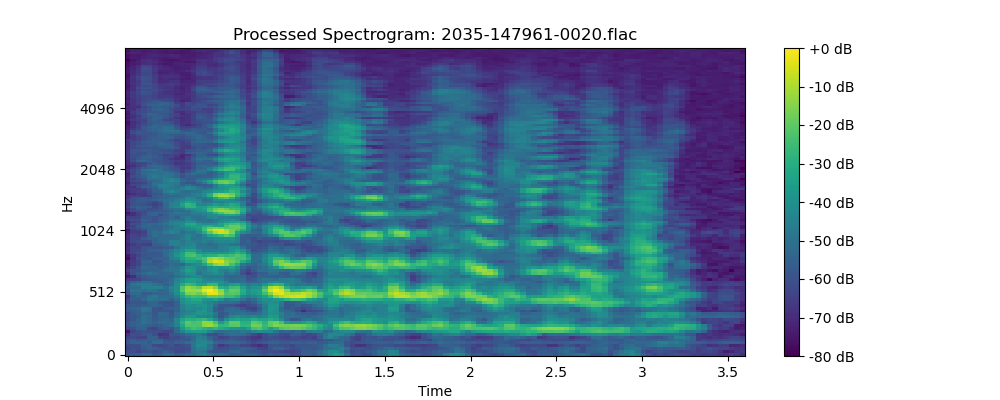 Processed Spectrogram: 2035-147961-0020.flac
Hz
4096
2048
1024
512
0
0 0.5 1 1.5 2 2.5 3 3.5
Time
+0 dB
-10 dB
-20 dB
-30 dB
-40 dB
-50 dB
-60 dB
-70 dB
-80 dB